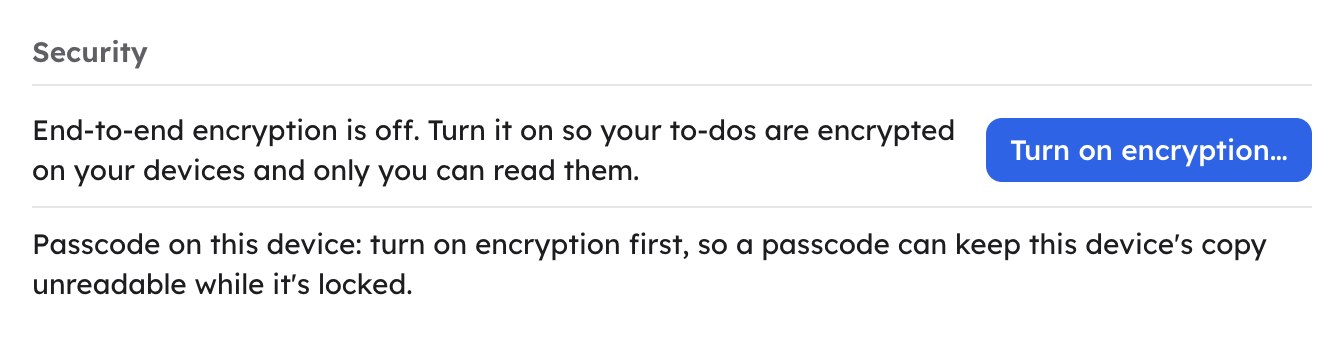 Security
End-to-end encryption is off. Turn it on so your to-dos are encrypted
on your devices and only you can read them.
Turn on encryption…
Passcode on this device: turn on encryption first, so a passcode can keep this device's copy
unreadable while it's locked.